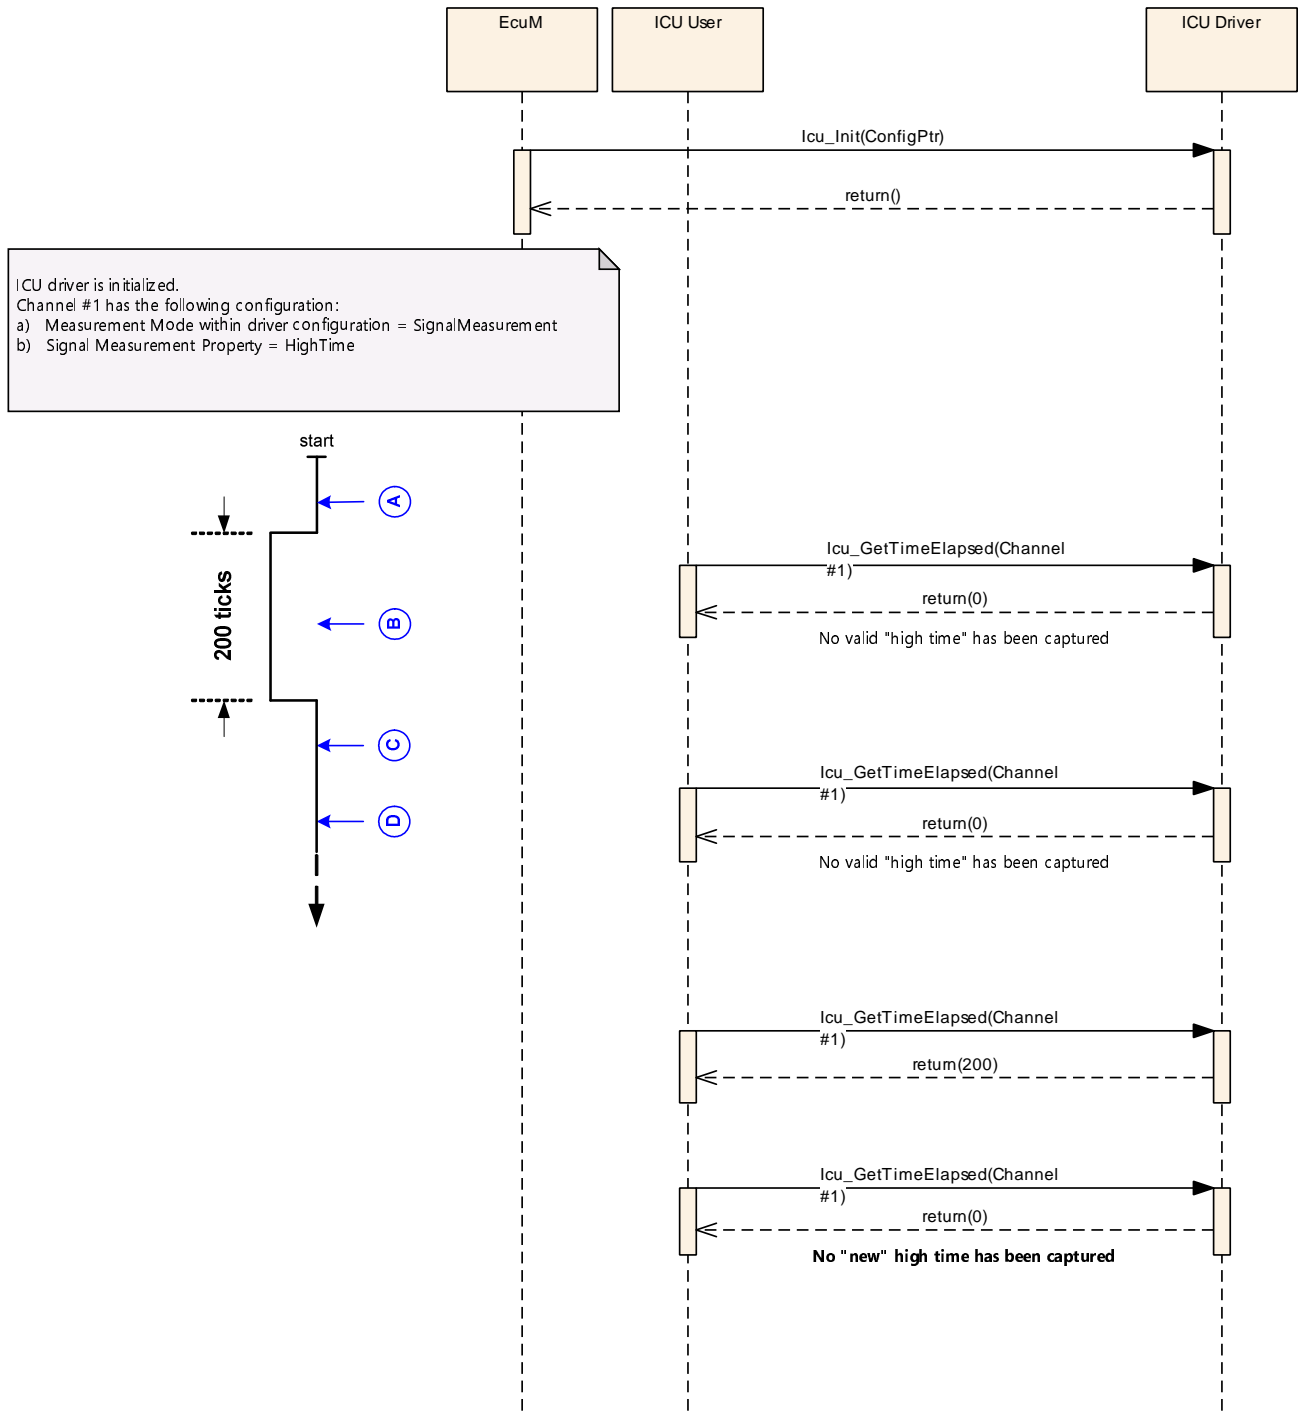 EcuM
ICU User
ICU Driver
Icu_Init(ConfigPtr)
return()
ICU driver is initialized.
Channel #1 has the following configuration:
a) Measurement Mode within driver configuration = SignalMeasurement
b) Signal Measurement Property = HighTime
start
A
200 ticks
B
C
D
Icu_GetTimeElapsed(Channel
#1)
return(0)
No valid "high time" has been captured
Icu_GetTimeElapsed(Channel
#1)
return(0)
No valid "high time" has been captured
Icu_GetTimeElapsed(Channel
#1)
return(200)
Icu_GetTimeElapsed(Channel
#1)
return(0)
No "new" high time has been captured